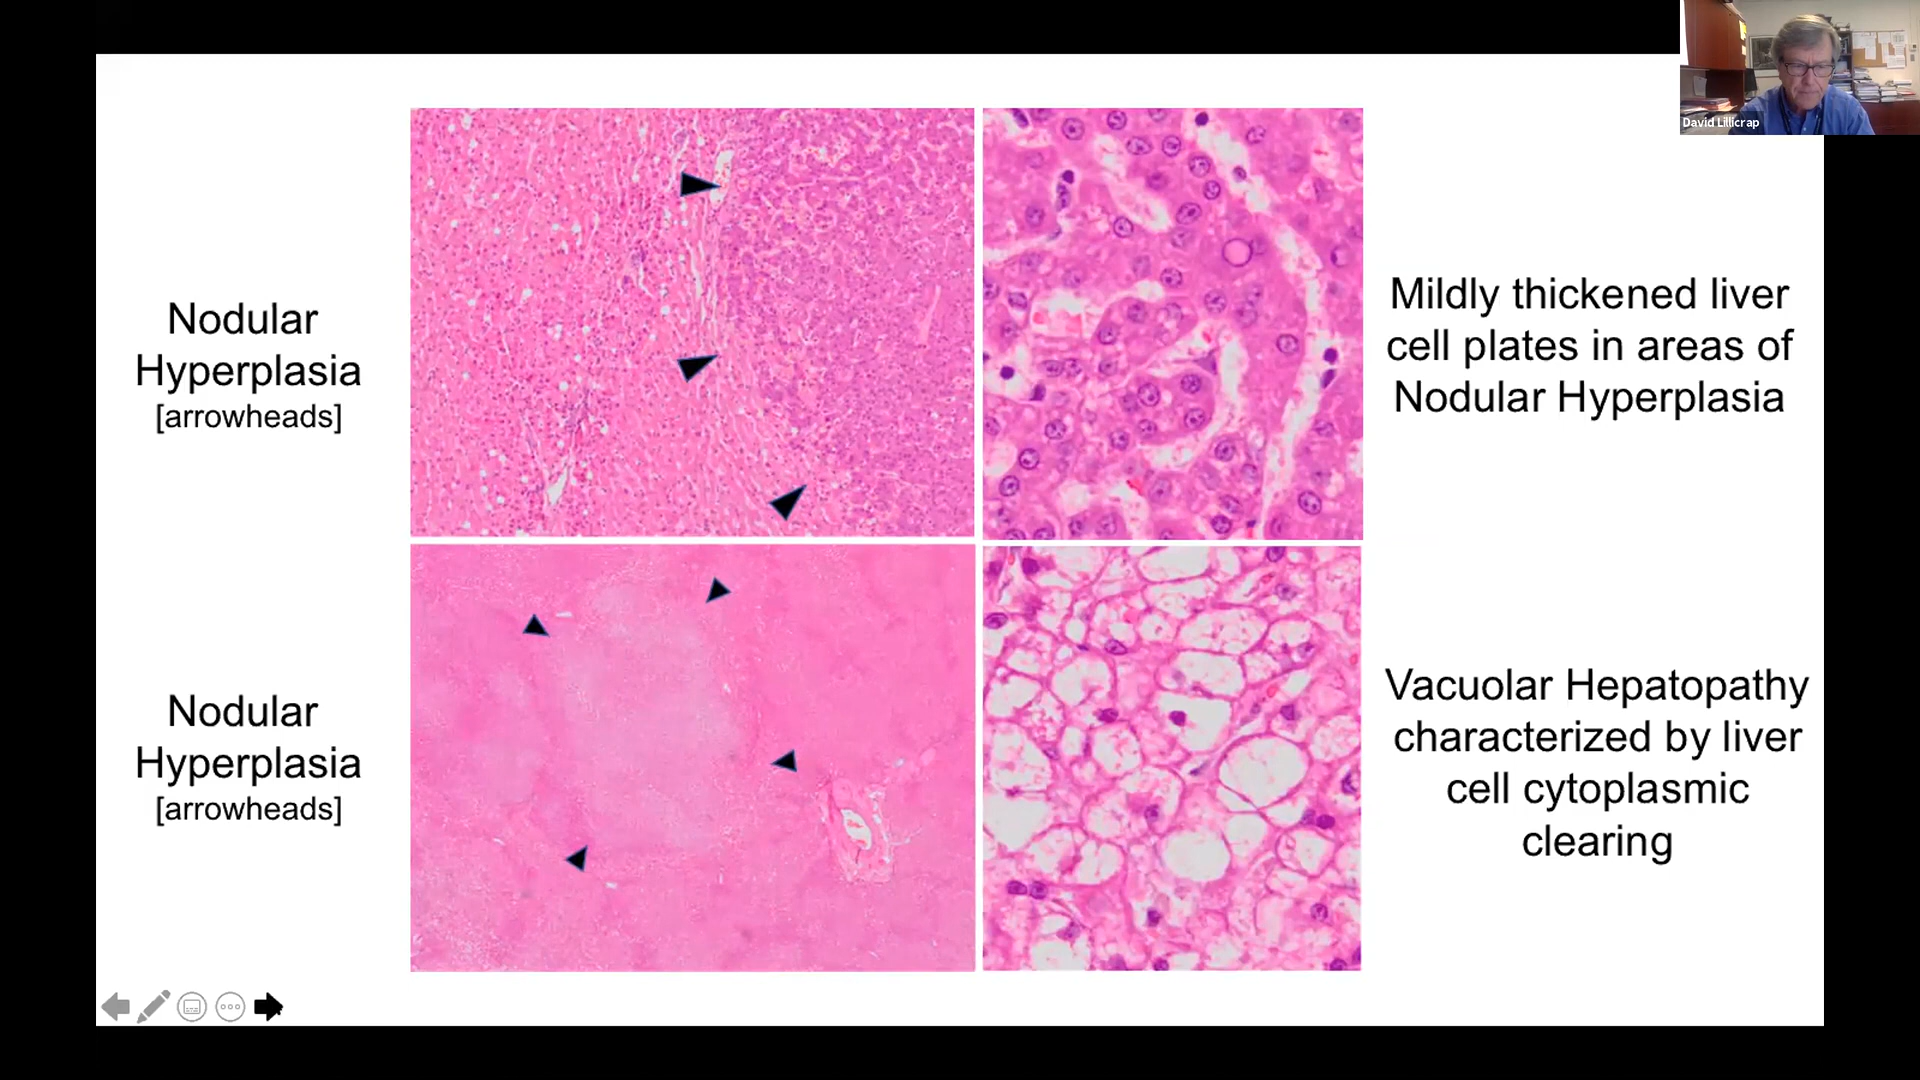 David Lillicrap
Nodular
Hyperplasia
[arrowheads]
Mildly thickened liver
cell plates in areas of
Nodular Hyperplasia
Nodular
Hyperplasia
[arrowheads]
Vacuolar Hepatopathy
characterized by liver
cell cytoplasmic
clearing